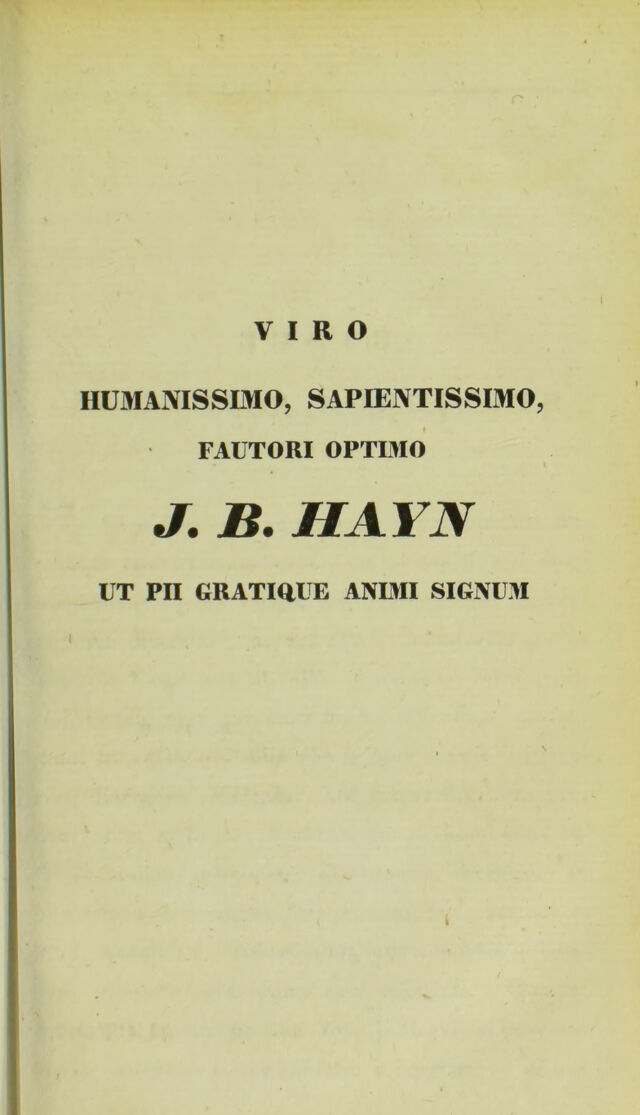 VIRO
HUMANISSIMO, SAPIENTISSIMO,
FAUTORI OPTIMO
J. B. HAYN
UT PII GRATIQUE ANIMI SIGNUM